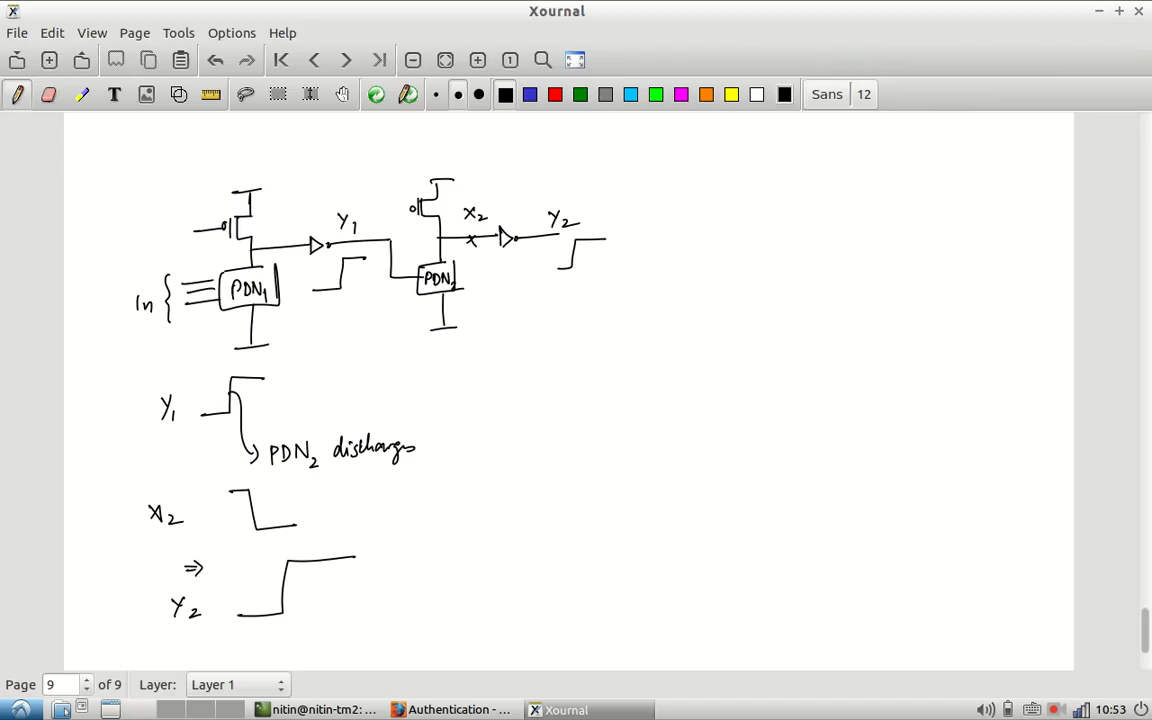 Xournal
File Edit View Page Tools Options Help
Sans 12
X2
Y1
Y2
In
PDN1
PDN2
Y1
PDN2 discharges
X2
⇒
Y2
Page 9 of 9 Layer: Layer 1
nitin@nitin-tm2: ... Authentication - ... Xournal 10:53